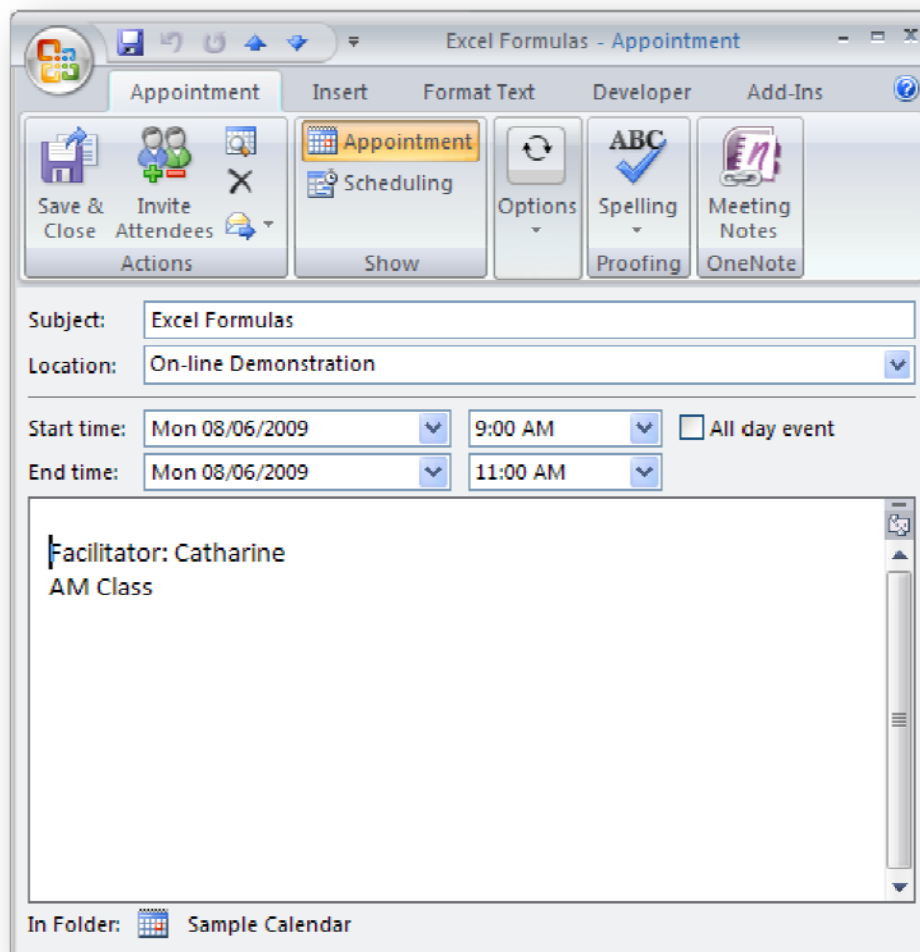 Excel Formulas - Appointment
Appointment Insert Format Text Developer Add-Ins
Save & Close
Invite Attendees
Actions
Appointment
Scheduling
Show
Options
ABC
Spelling
Proofing
Meeting Notes
OneNote
Subject: Excel Formulas
Location: On-line Demonstration
Start time: Mon 08/06/2009 9:00 AM All day event
End time: Mon 08/06/2009 11:00 AM
Facilitator: Catharine
AM Class
In Folder: Sample Calendar